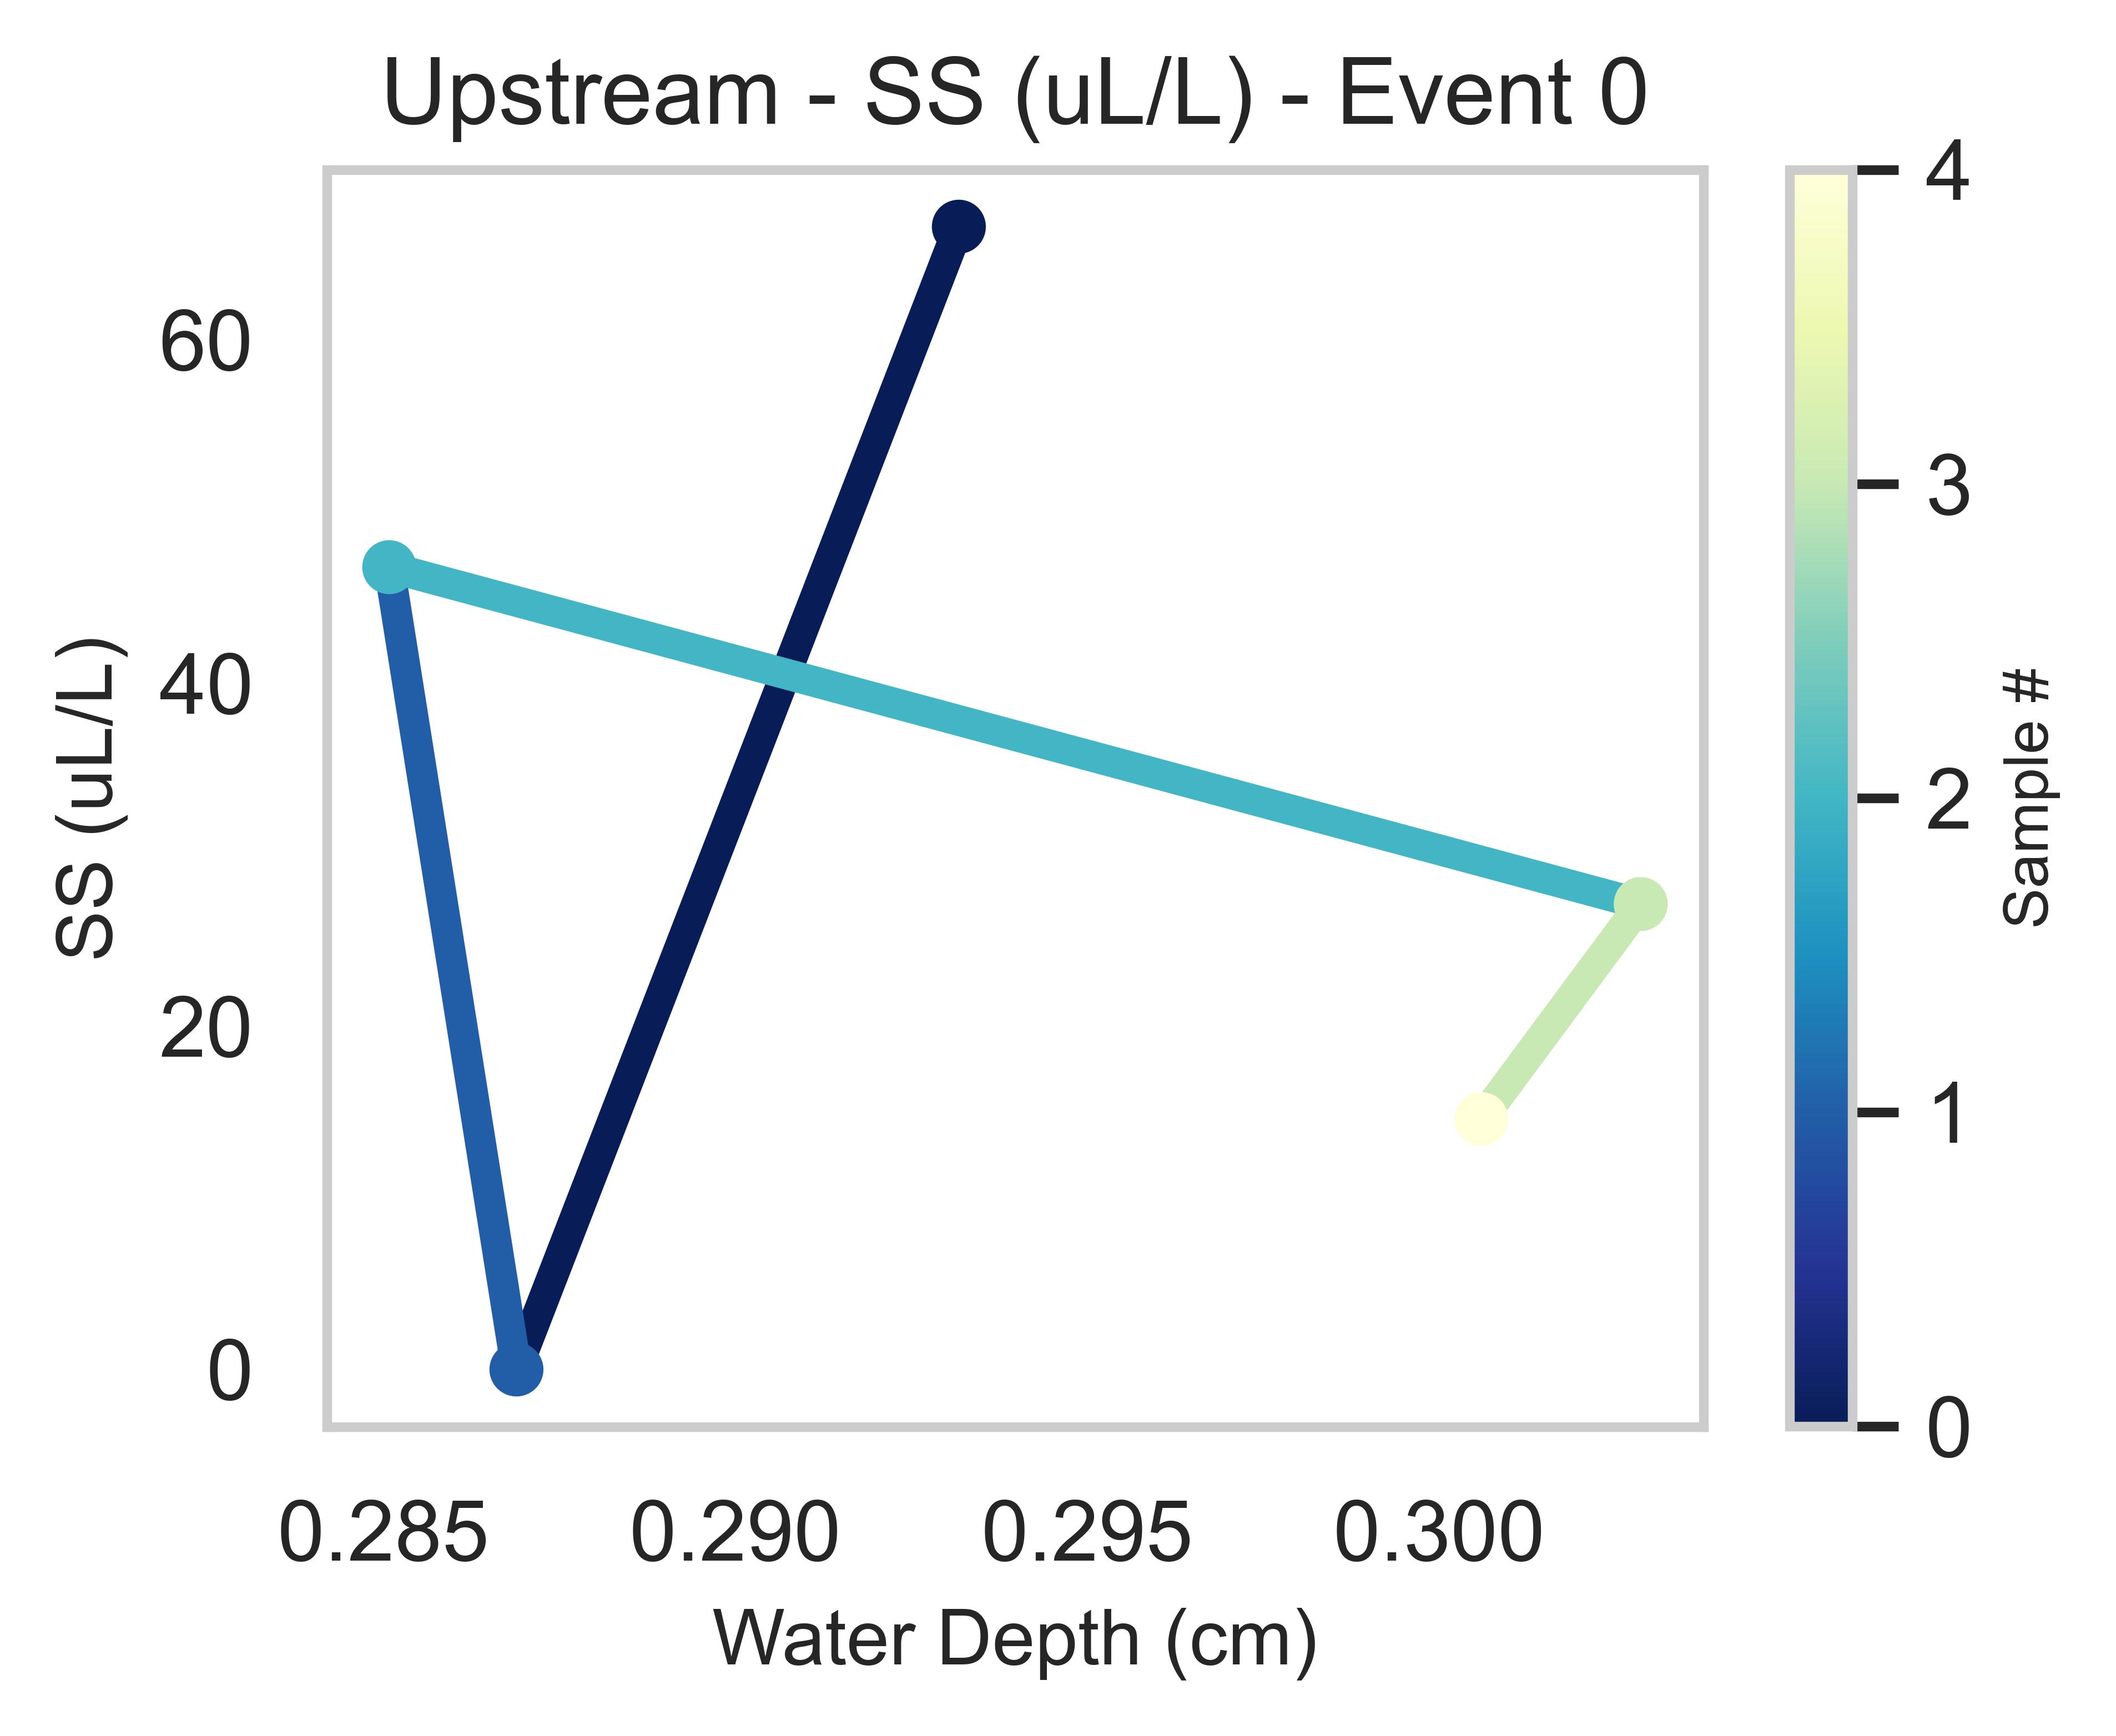 Upstream - SS (uL/L) - Event 0
SS (uL/L)
60
40
20
0
0.285 0.290 0.295 0.300
Water Depth (cm)
4
3
2
1
0
Sample #